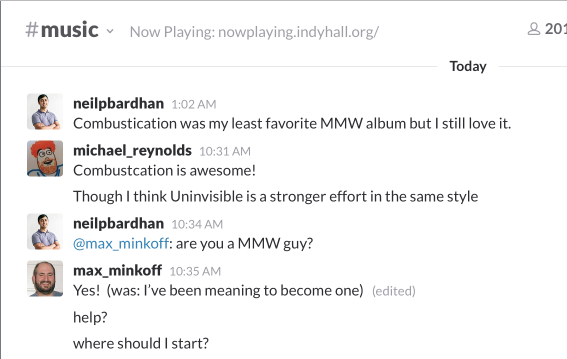 #music Now Playing: nowplaying.indyhall.org/ 201
Today
neilpbardhan 1:02 AM
Combustication was my least favorite MMW album but I still love it.
michael_reynolds 10:31 AM
Combustcation is awesome!
Though I think Uninvisible is a stronger effort in the same style
neilpbardhan 10:34 AM
@max_minkoff: are you a MMW guy?
max_minkoff 10:35 AM
Yes! (was: I've been meaning to become one) (edited)
help?
where should I start?